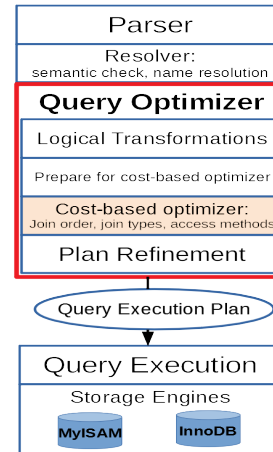 Parser
Resolver:
semantic check, name resolution
Query Optimizer
Logical Transformations
Prepare for cost-based optimizer
Cost-based optimizer:
Join order, join types, access methods
Plan Refinement
Query Execution Plan
Query Execution
Storage Engines
MyISAM
InnoDB